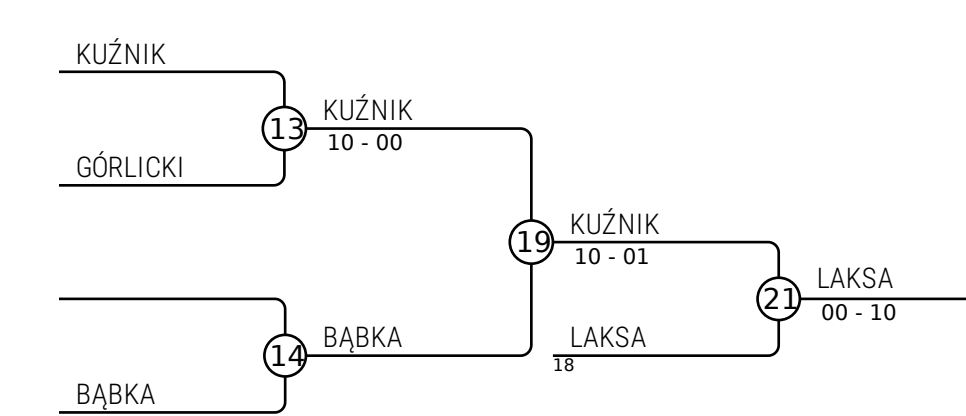 KUŹNIK
KUŹNIK
13
10 - 00
GÓRLICKI
KUŹNIK
19
10 - 01
LAKSA
21
00 - 10
BĄBKA
LAKSA
14
18
BĄBKA